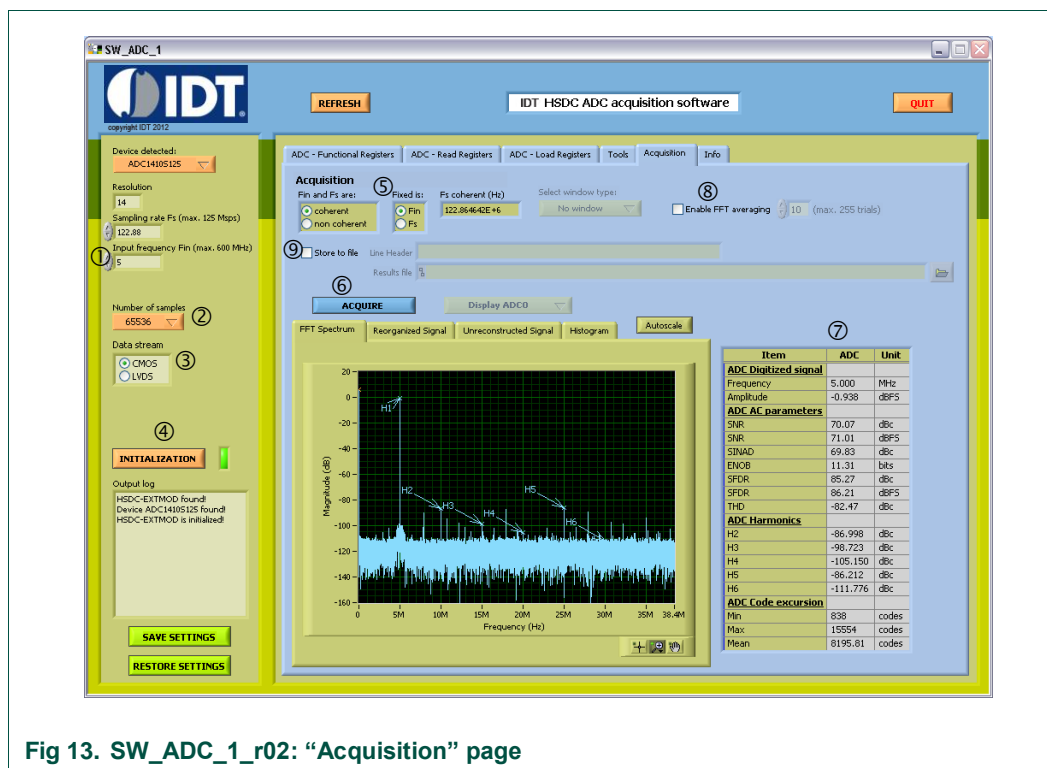 SW_ADC_1
IDT.
copyright IDT 2012
REFRESH
IDT HSDC ADC acquisition software
QUIT
Device detected:
ADC1410S125
Resolution
14
Sampling rate Fs (max. 125 Msps)
122.88
Input frequency Fin (max. 600 MHz)
① 5
Number of samples
65536 ②
Data stream
CMOS ③
LVDS
④
INITIALIZATION
Output log
HSDC-EXTMOD found!
Device ADC1410S125 found!
HSDC-EXTMOD is initialized!
SAVE SETTINGS
RESTORE SETTINGS
ADC - Functional Registers ADC - Read Registers ADC - Load Registers Tools Acquisition Info
Acquisition
Fin and Fs are: ⑤ Fixed is: Fs coherent (Hz) Select window type: ⑧
coherent Fin 122.864642E+6 No window Enable FFT averaging 10 (max. 255 trials)
non coherent Fs
⑨ Store to file Line Header
Results file
⑥
ACQUIRE Display ADC0
FFT Spectrum Reorganized Signal Unreconstructed Signal Histogram Autoscale
⑦
Magnitude (dB)
20
0
-20
-40
-60
-80
-100
-120
-140
-160
H1
H2
H3
H4
H5
H6
0 5M 10M 15M 20M 25M 30M 35M 38.4M
Frequency (Hz)
Item ADC Unit
ADC Digitized signal
Frequency 5.000 MHz
Amplitude -0.938 dBFS
ADC AC parameters
SNR 70.07 dBc
SNR 71.01 dBFS
SINAD 69.83 dBc
ENOB 11.31 bits
SFDR 85.27 dBc
SFDR 86.21 dBFS
THD -82.47 dBc
ADC Harmonics
H2 -86.998 dBc
H3 -98.723 dBc
H4 -105.150 dBc
H5 -86.212 dBc
H6 -111.776 dBc
ADC Code excursion
Min 838 codes
Max 15554 codes
Mean 8195.81 codes
Fig 13. SW_ADC_1_r02: “Acquisition” page